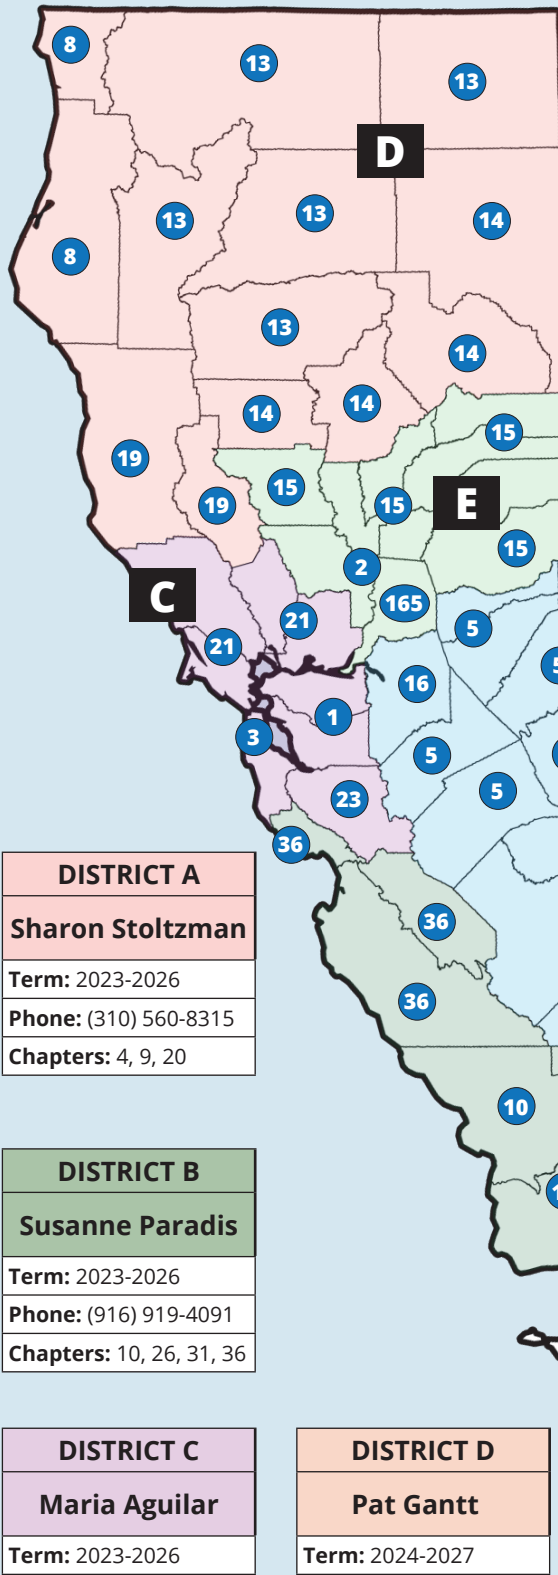 8
13
13
D
13
13
14
8
13
14
14
14
15
19
15
19
15
E
15
2
C
165
21
5
21
16
1
3
5
5
23
36
36
36
10
DISTRICT A
Sharon Stoltzman
Term: 2023-2026
Phone: (310) 560-8315
Chapters: 4, 9, 20
DISTRICT B
Susanne Paradis
Term: 2023-2026
Phone: (916) 919-4091
Chapters: 10, 26, 31, 36
DISTRICT C
Maria Aguilar
Term: 2023-2026
DISTRICT D
Pat Gantt
Term: 2024-2027